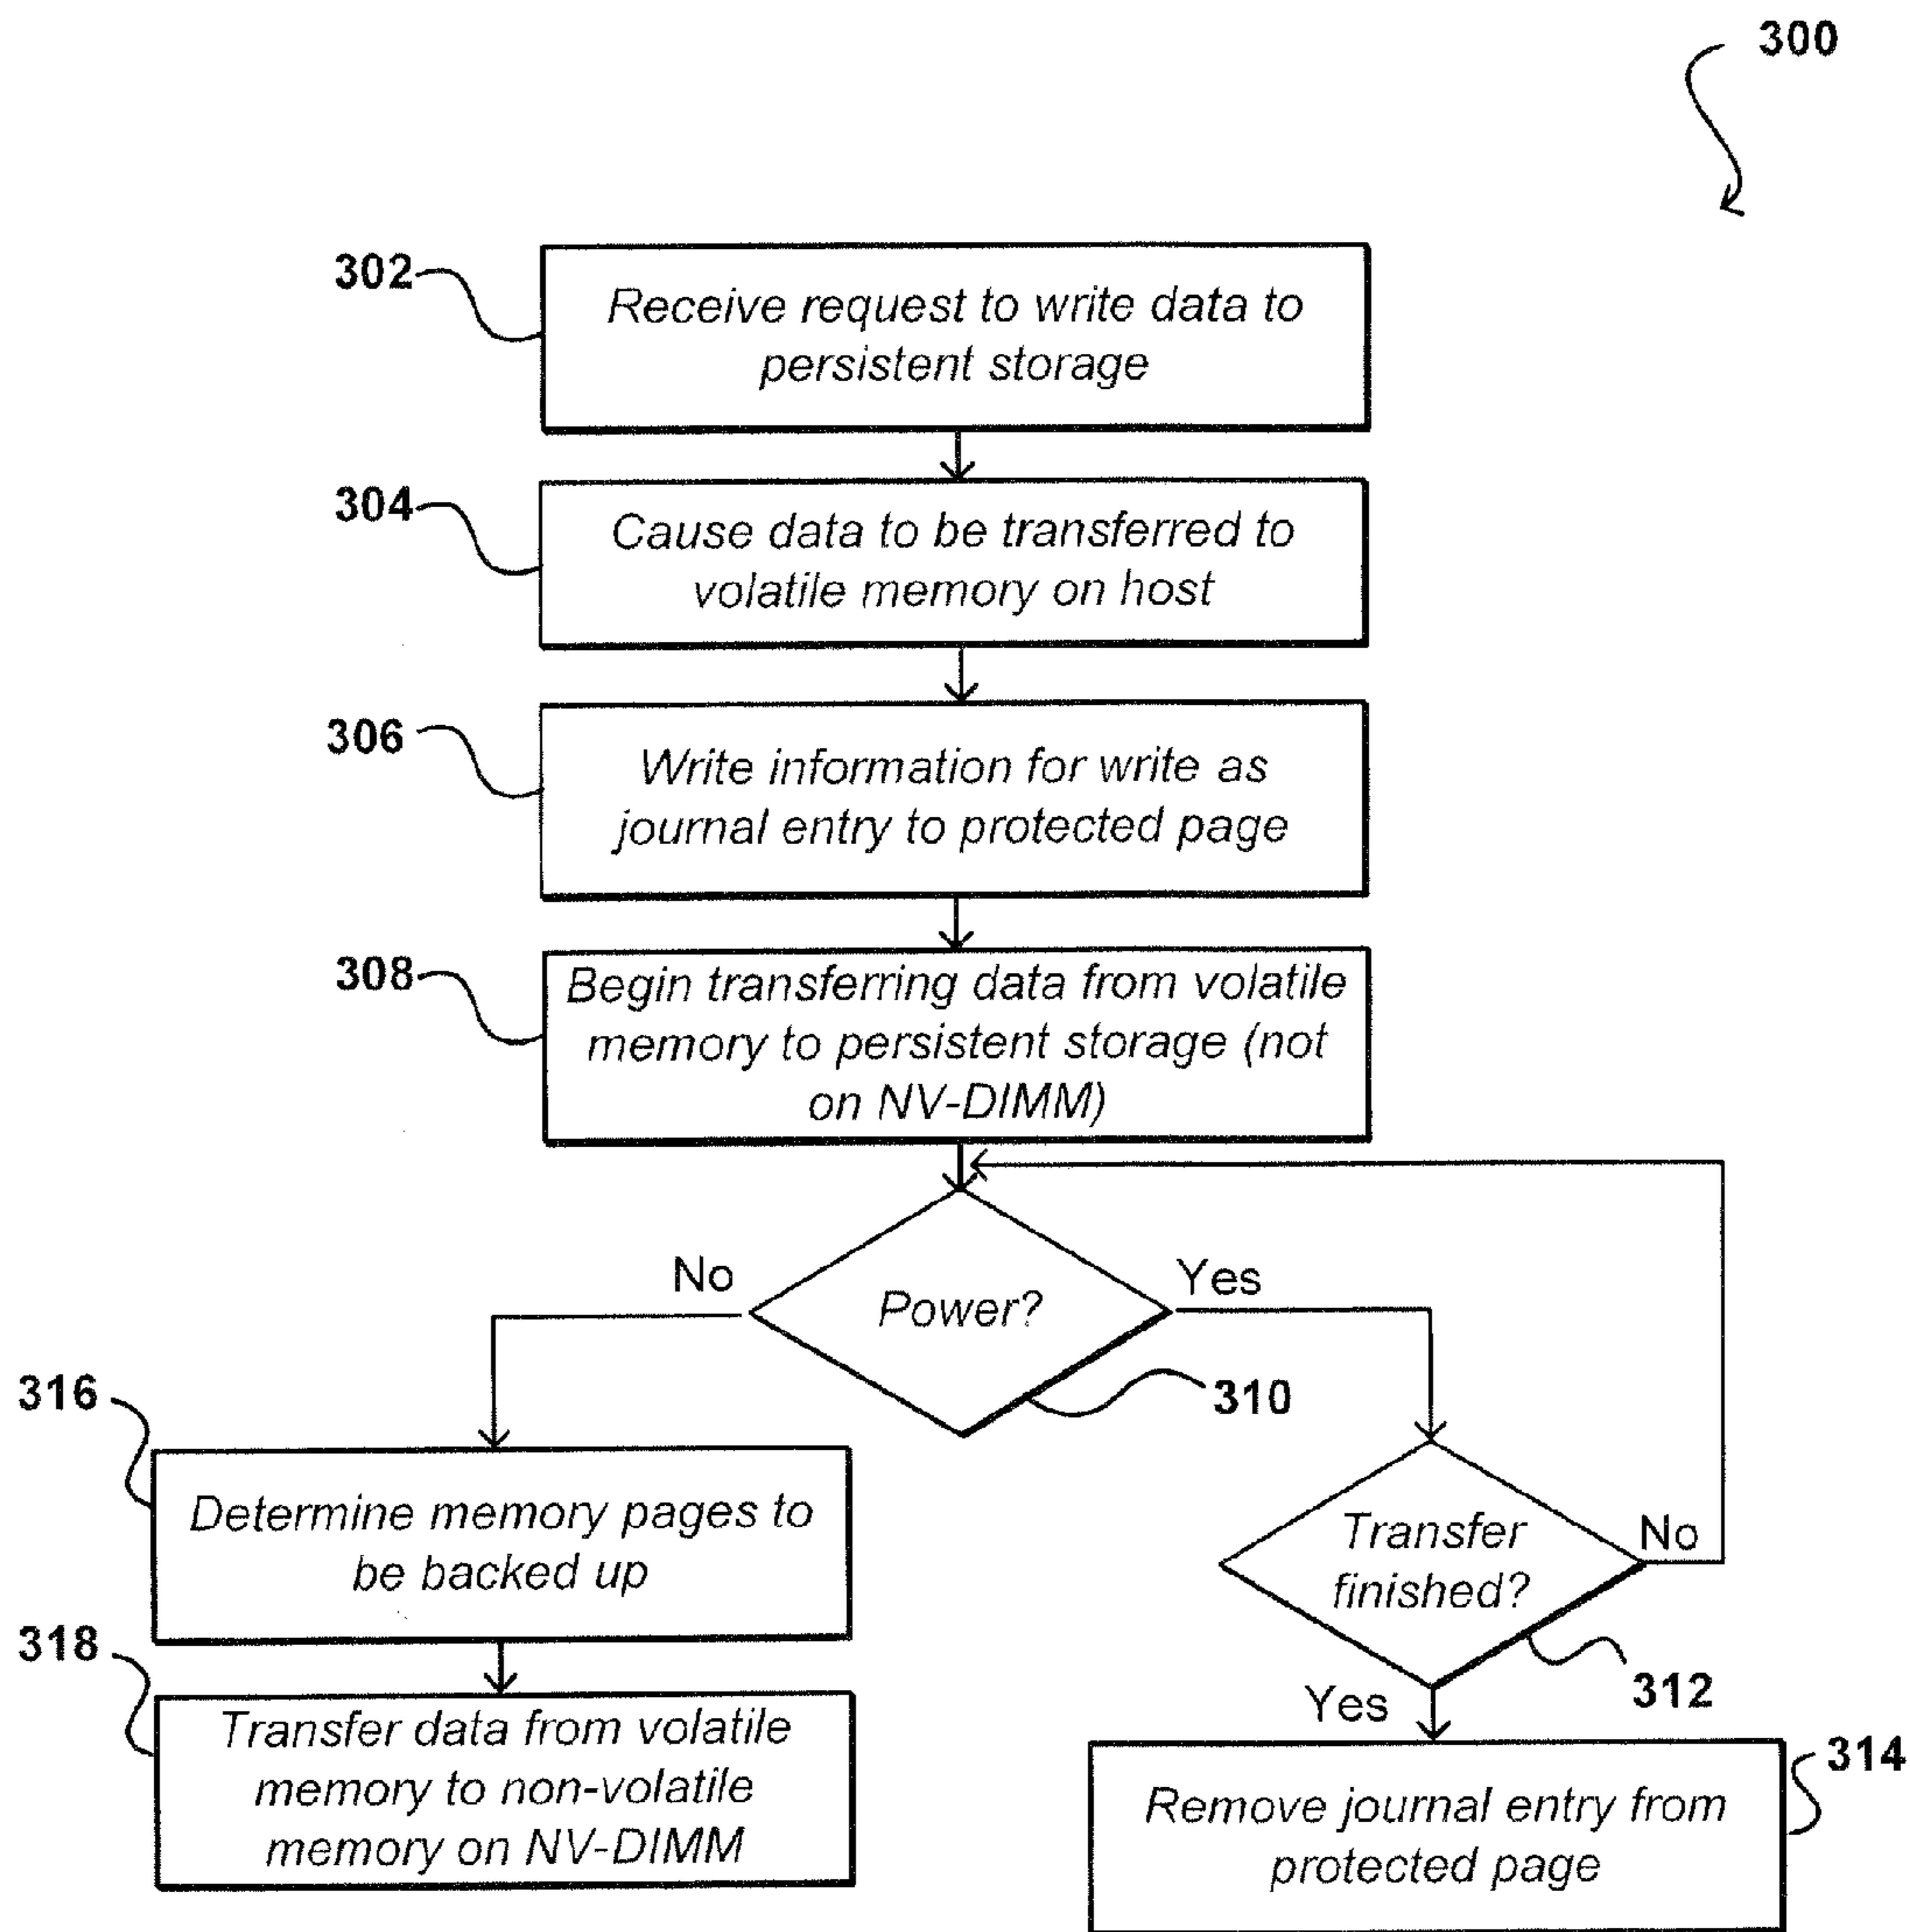 300
302
Receive request to write data to
persistent storage
304
Cause data to be transferred to
volatile memory on host
306
Write information for write as
journal entry to protected page
308
Begin transferring data from volatile
memory to persistent storage (not
on NV-DIMM)
No
Power?
Yes
310
316
Determine memory pages to
be backed up
Transfer
finished?
No
312
318
Transfer data from volatile
memory to non-volatile
memory on NV-DIMM
Yes
314
Remove journal entry from
protected page